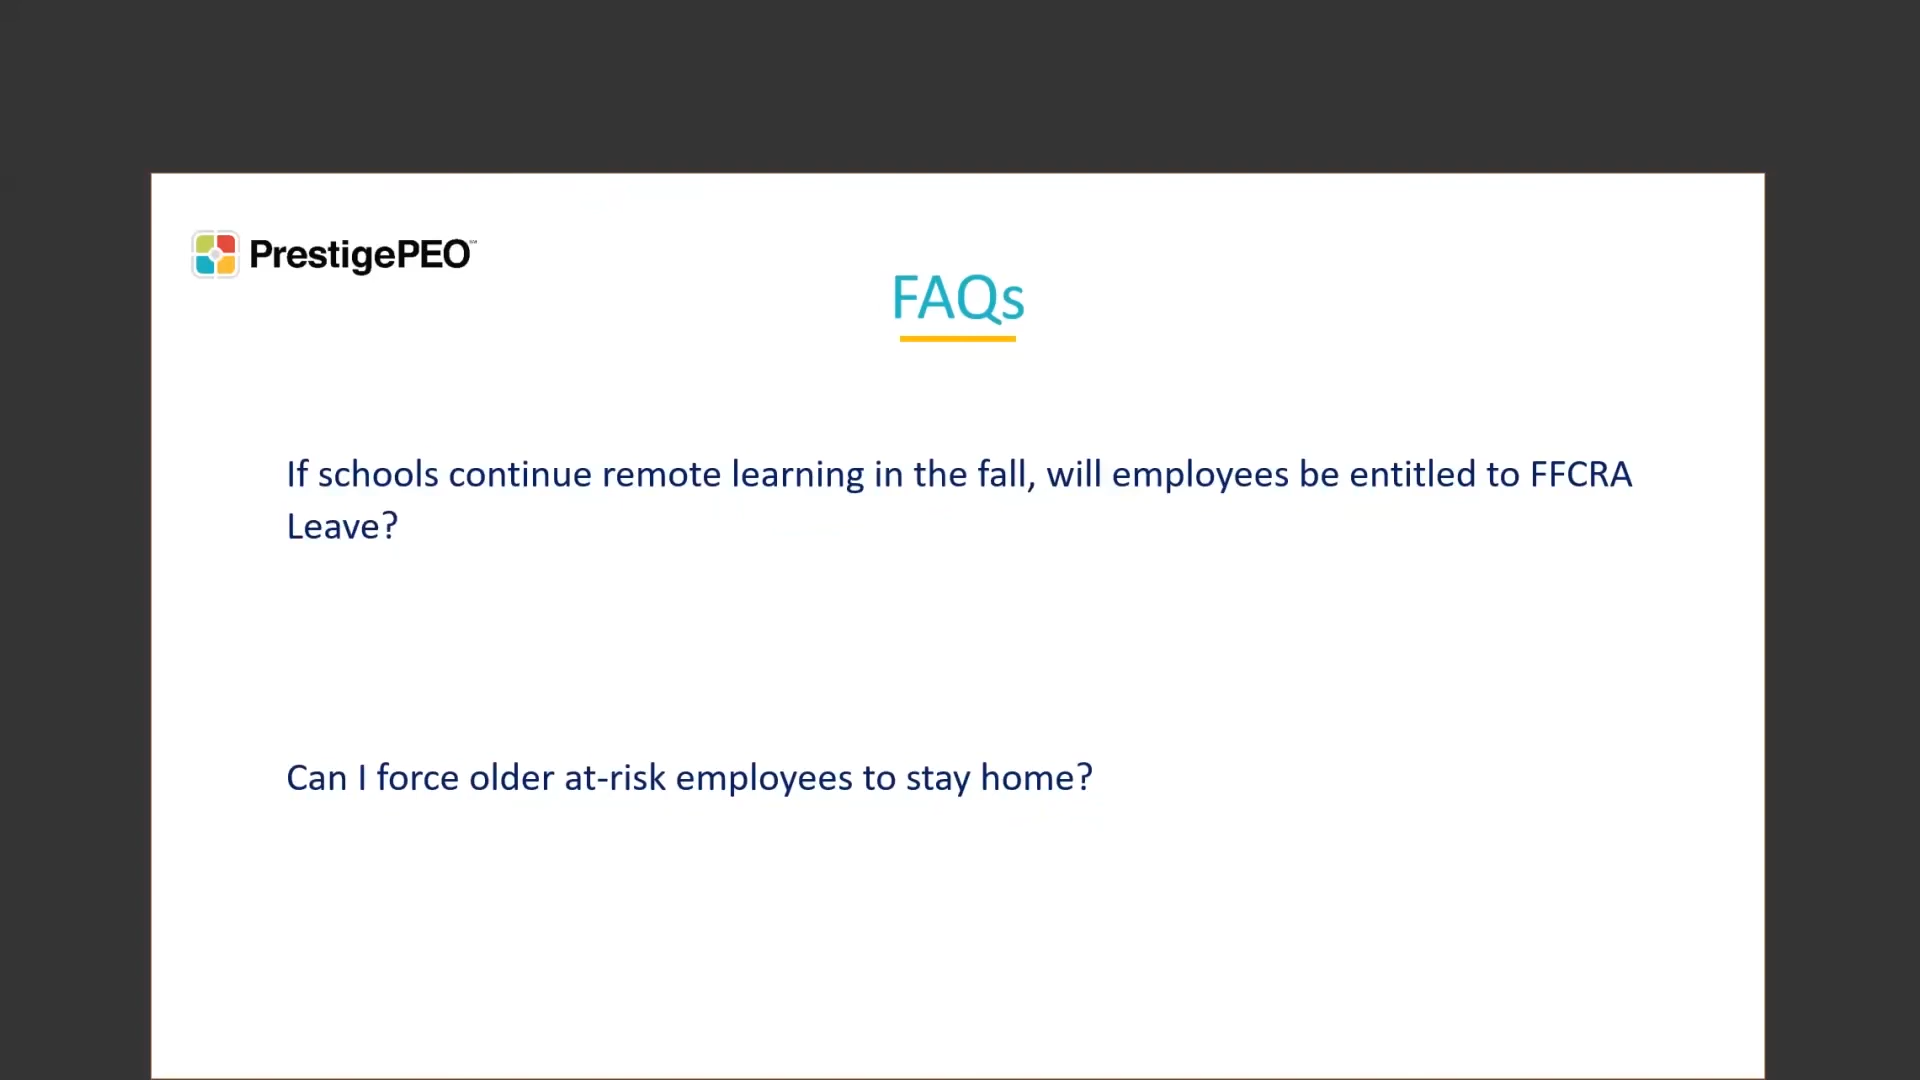 PrestigePEO
FAQs
If schools continue remote learning in the fall, will employees be entitled to FFCRA
Leave?
Can I force older at-risk employees to stay home?